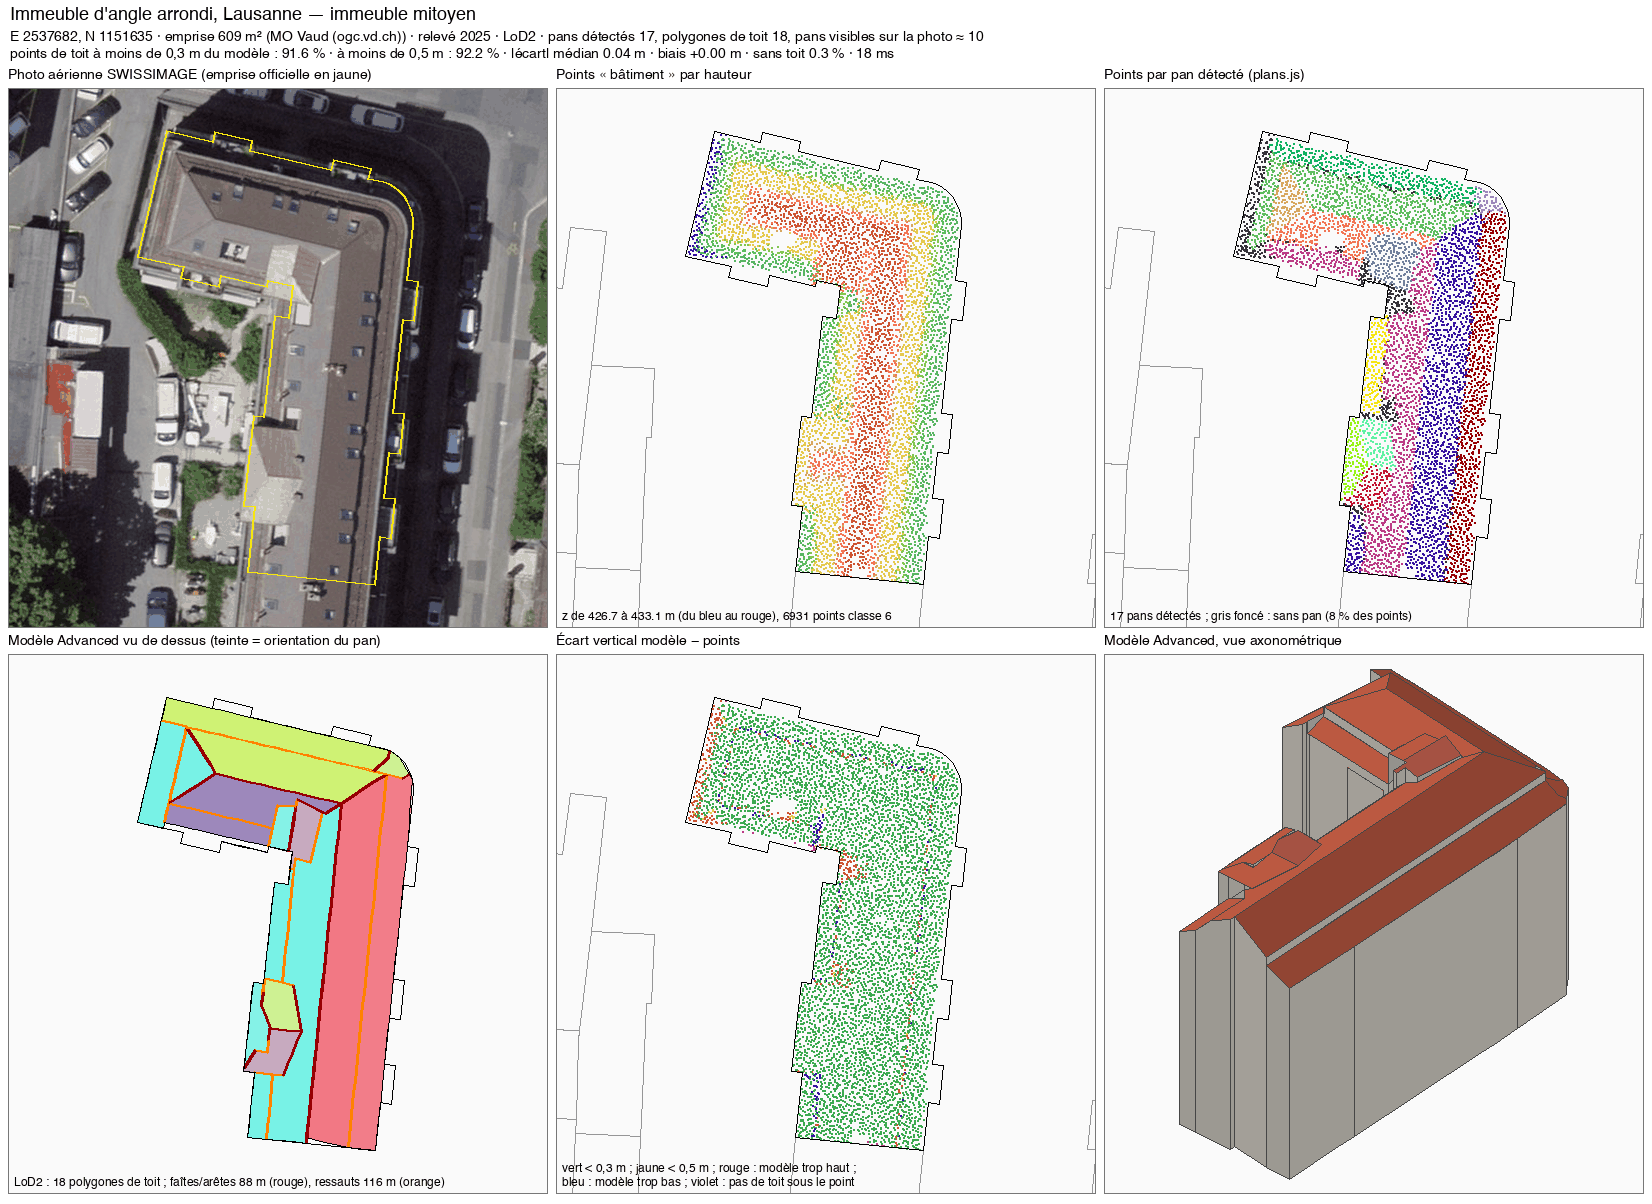 Immeuble d'angle arrondi, Lausanne — immeuble mitoyen
E 2537682, N 1151635 · emprise 609 m² (MO Vaud (ogc.vd.ch)) · relevé 2025 · LoD2 · pans détectés 17, polygones de toit 18, pans visibles sur la photo ≈ 10
points de toit à moins de 0,3 m du modèle : 91.6 % · à moins de 0,5 m : 92.2 % · lécartl médian 0.04 m · biais +0.00 m · sans toit 0.3 % · 18 ms
Photo aérienne SWISSIMAGE (emprise officielle en jaune)
Points « bâtiment » par hauteur
Points par pan détecté (plans.js)
z de 426.7 à 433.1 m (du bleu au rouge), 6931 points classe 6
17 pans détectés ; gris foncé : sans pan (8 % des points)
Modèle Advanced vu de dessus (teinte = orientation du pan)
Écart vertical modèle – points
Modèle Advanced, vue axonométrique
LoD2 : 18 polygones de toit ; faîtes/arêtes 88 m (rouge), ressauts 116 m (orange)
vert < 0,3 m ; jaune < 0,5 m ; rouge : modèle trop haut ;
bleu : modèle trop bas ; violet : pas de toit sous le point